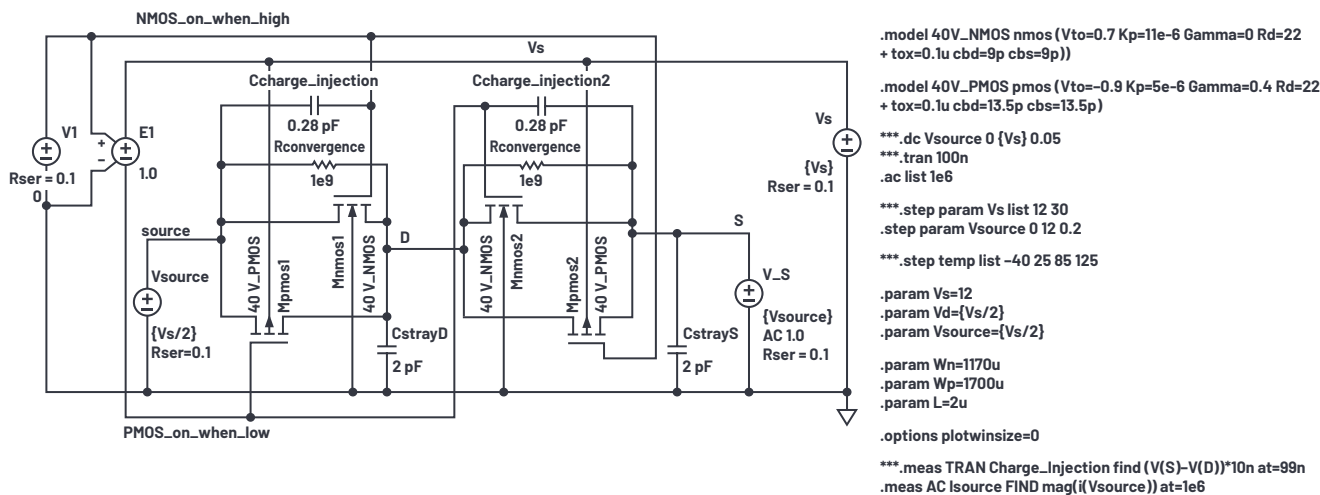 NMOS_on_when_high
Vs
Ccharge_injection
Ccharge_injection2
0.28 pF
0.28 pF
Rconvergence
Rconvergence
1e9
1e9
V1
+
−
E1
1.0
Rser = 0.1
0
Vs
{Vs}
Rser = 0.1
source
Vsource
{Vs/2}
Rser=0.1
40 V_PMOS
Mpmos1
Mnmos1
40 V_NMOS
D
40 V_NMOS
Mnmos2
Mpmos2
40 V_PMOS
S
V_S
{Vsource}
AC 1.0
Rser = 0.1
CstrayD
2 pF
CstrayS
2 pF
PMOS_on_when_low
.model 40V_NMOS nmos (Vto=0.7 Kp=11e-6 Gamma=0 Rd=22
+ tox=0.1u cbd=9p cbs=9p))
.model 40V_PMOS pmos (Vto=−0.9 Kp=5e-6 Gamma=0.4 Rd=22
+ tox=0.1u cbd=13.5p cbs=13.5p)
***.dc Vsource 0 {Vs} 0.05
***.tran 100n
.ac list 1e6
***.step param Vs list 12 30
.step param Vsource 0 12 0.2
***.step temp list −40 25 85 125
.param Vs=12
.param Vd={Vs/2}
.param Vsource={Vs/2}
.param Wn=1170u
.param Wp=1700u
.param L=2u
.options plotwinsize=0
***.meas TRAN Charge_Injection find (V(S)−V(D))*10n at=99n
.meas AC Isource FIND mag(i(Vsource)) at=1e6